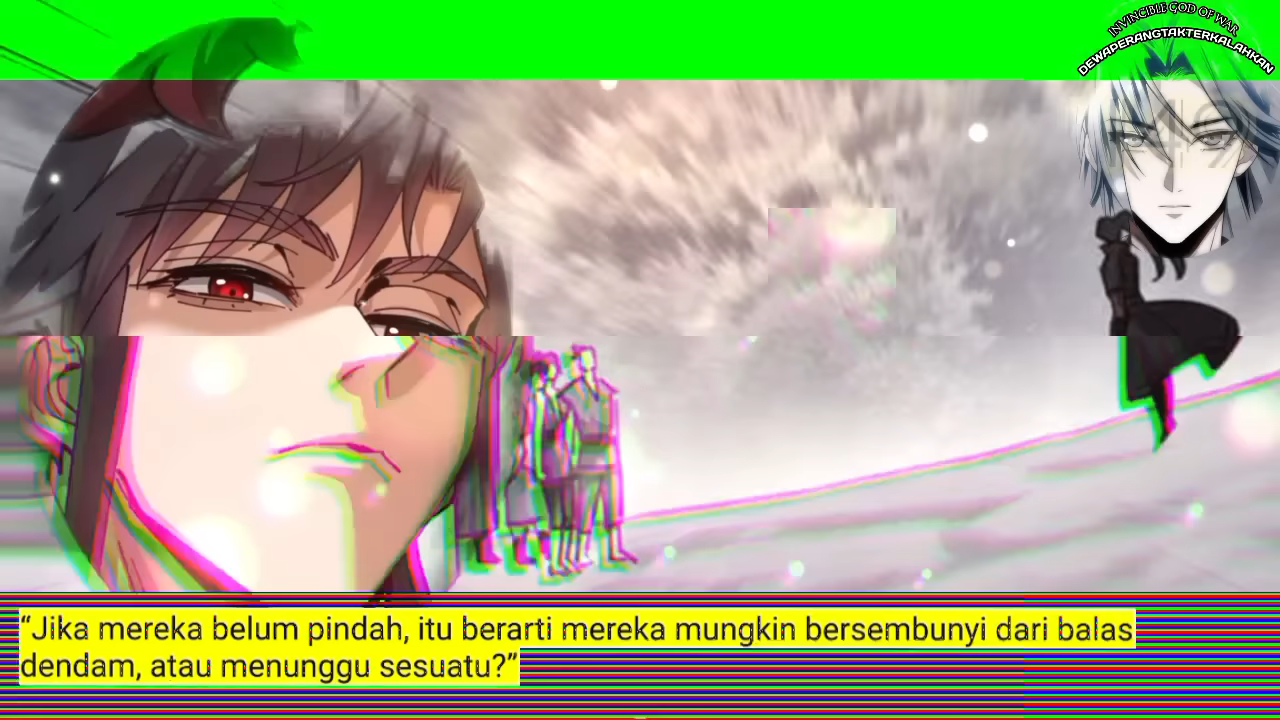 INVINCIBLE GOD OF WAR
DEWAPERANGTAKTERKALAHKAN
“Jika mereka belum pindah, itu berarti mereka mungkin bersembunyi dari balas
dendam, atau menunggu sesuatu?”